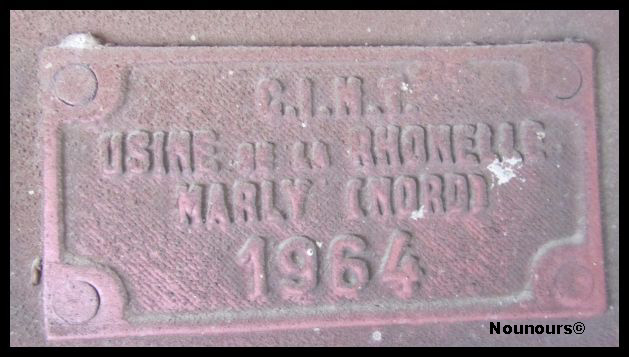 C.I.M.T.
USINE DE LA RHONELLE
MARLY (NORD)
1964
Nounours©